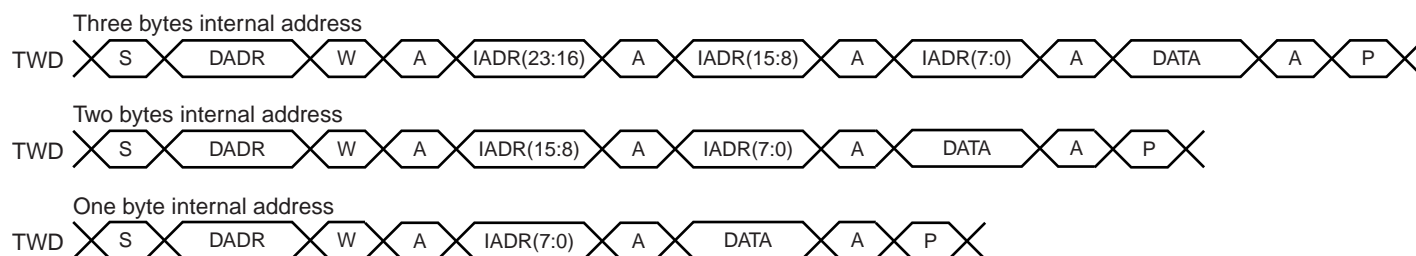 Three bytes internal address
TWD S DADR W A IADR(23:16) A IADR(15:8) A IADR(7:0) A DATA A P
Two bytes internal address
TWD S DADR W A IADR(15:8) A IADR(7:0) A DATA A P
One byte internal address
TWD S DADR W A IADR(7:0) A DATA A P